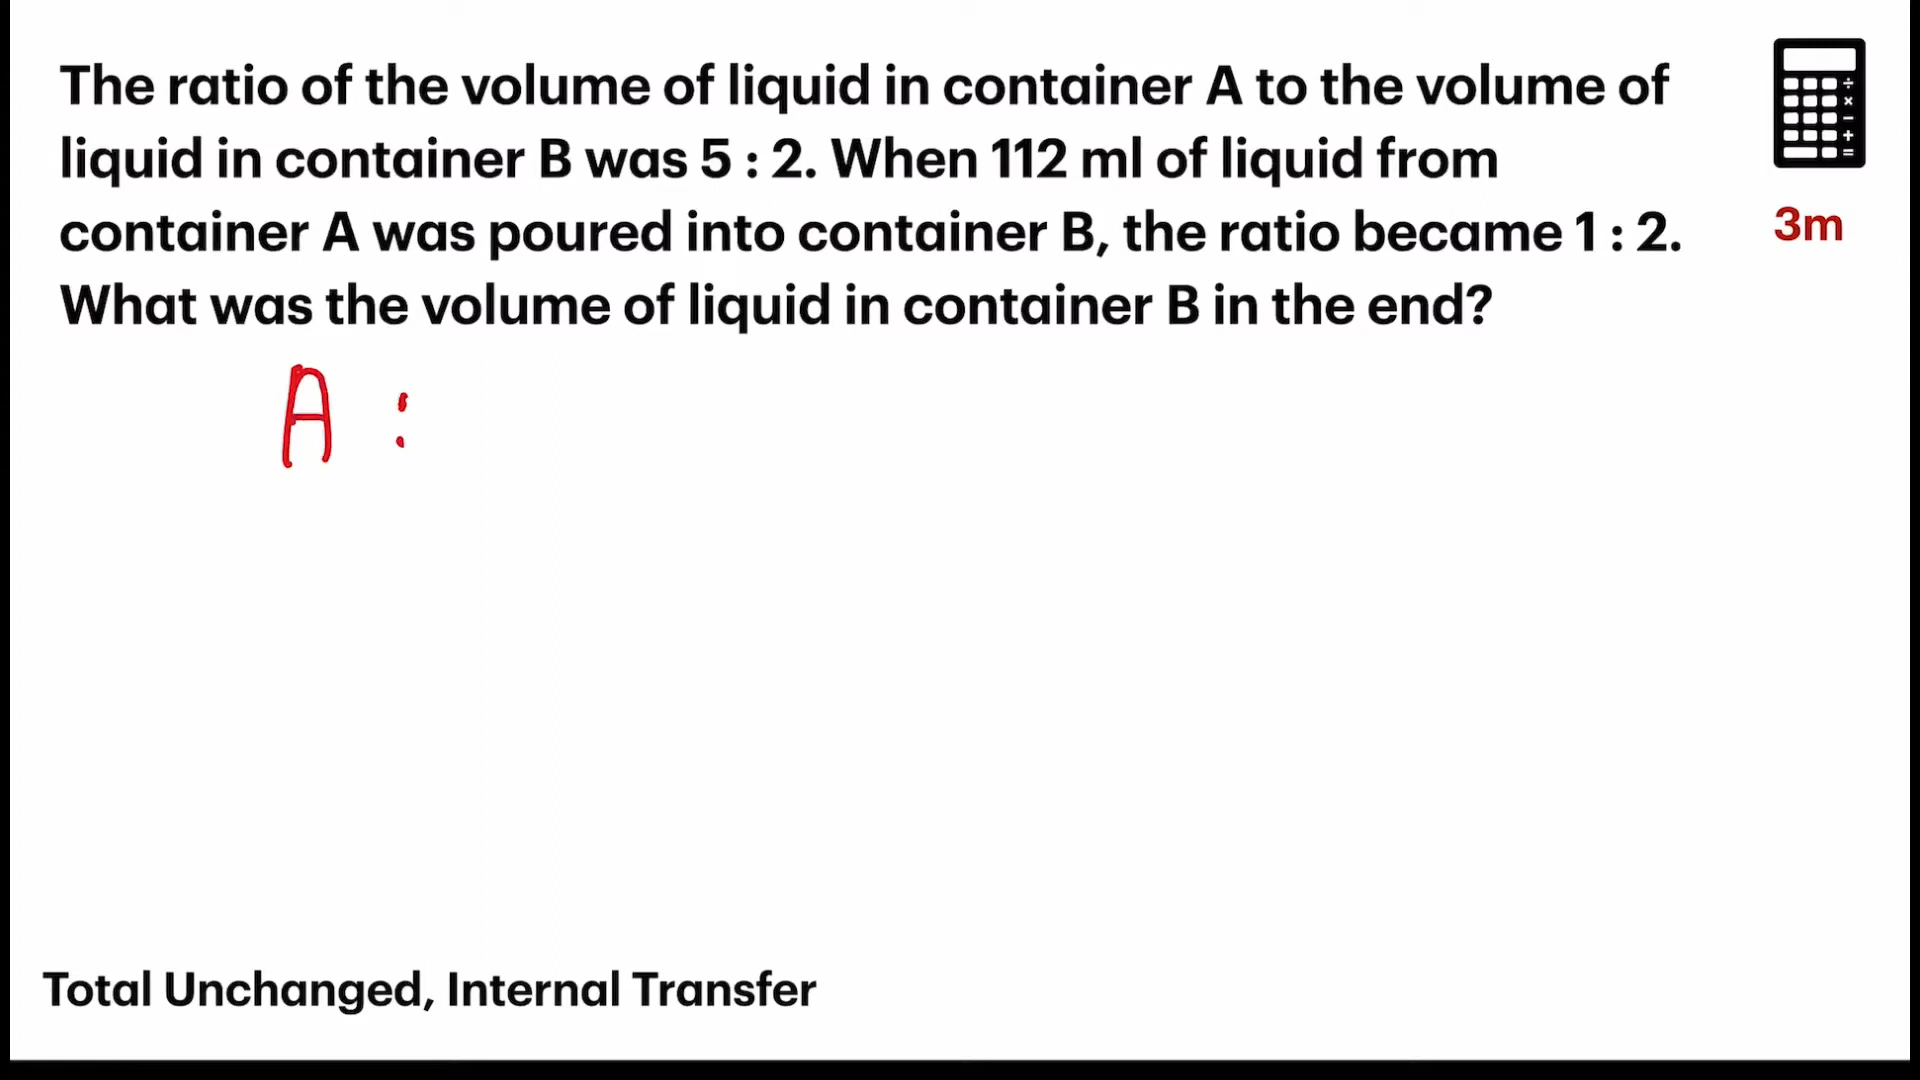 The ratio of the volume of liquid in container A to the volume of
liquid in container B was 5 : 2. When 112 ml of liquid from
container A was poured into container B, the ratio became 1 : 2.
What was the volume of liquid in container B in the end?
÷
×
−
+
=
3m
A :
Total Unchanged, Internal Transfer